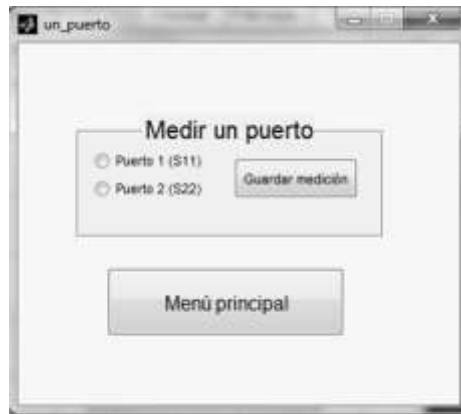 un_puerto
Medir un puerto
Puerto 1 (S11)
Puerto 2 (S22)
Guardar medición
Menú principal